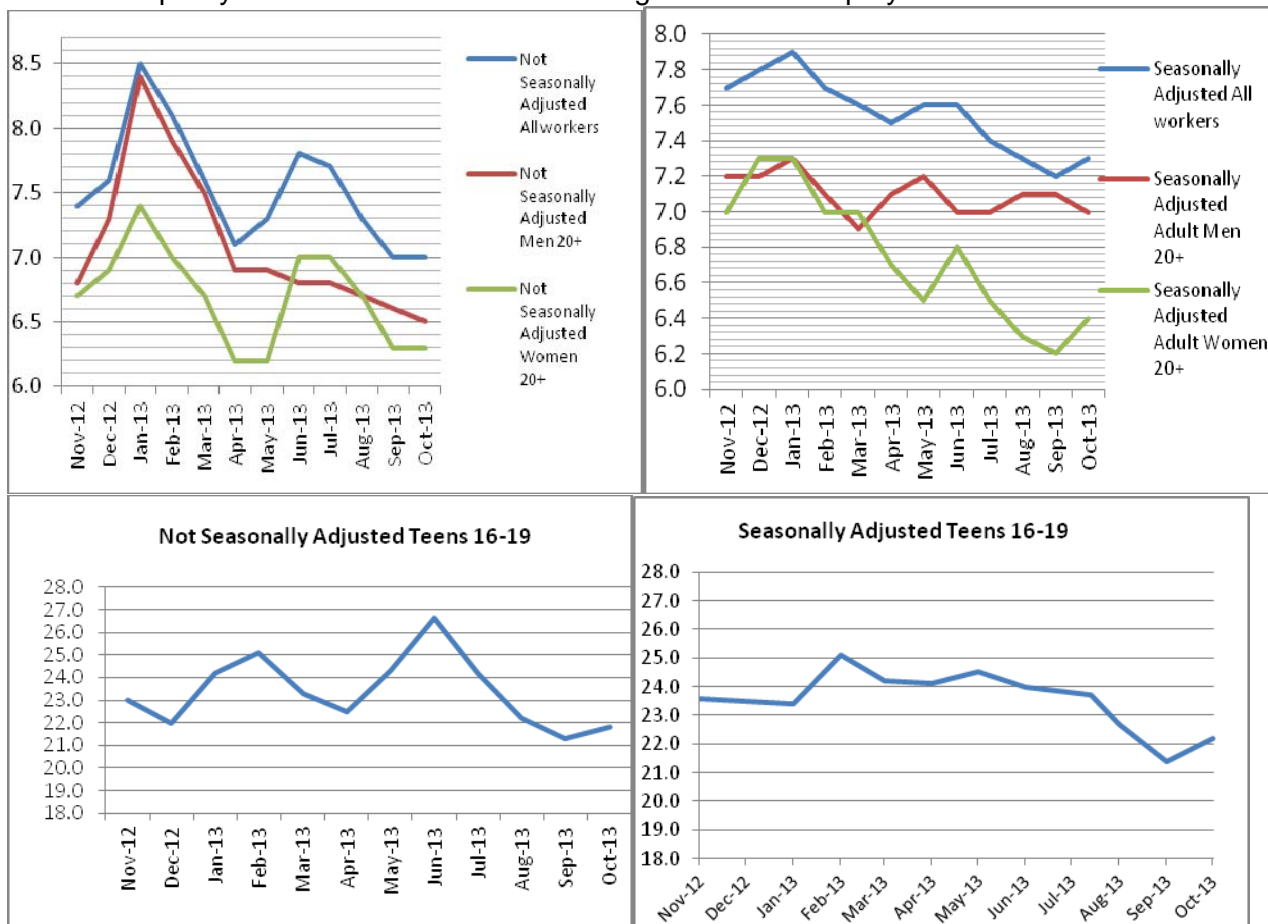 8.5
8.0
7.5
7.0
6.5
6.0
Nov-12
Dec-12
Jan-13
Feb-13
Mar-13
Apr-13
May-13
Jun-13
Jul-13
Aug-13
Sep-13
Oct-13
Not
Seasonally
Adjusted
All workers
Not
Seasonally
Adjusted
Men 20+
Not
Seasonally
Adjusted
Women
20+
8.0
7.8
7.6
7.4
7.2
7.0
6.8
6.6
6.4
6.2
6.0
Nov-12
Dec-12
Jan-13
Feb-13
Mar-13
Apr-13
May-13
Jun-13
Jul-13
Aug-13
Sep-13
Oct-13
Seasonally
Adjusted All
workers
Seasonally
Adjusted
Adult Men
20+
Seasonally
Adjusted
Adult Women
20+
Not Seasonally Adjusted Teens 16-19
28.0
27.0
26.0
25.0
24.0
23.0
22.0
21.0
20.0
19.0
18.0
Nov-12
Dec-12
Jan-13
Feb-13
Mar-13
Apr-13
May-13
Jun-13
Jul-13
Aug-13
Sep-13
Oct-13
Seasonally Adjusted Teens 16-19
28.0
27.0
26.0
25.0
24.0
23.0
22.0
21.0
20.0
19.0
18.0
Nov-12
Dec-12
Jan-13
Feb-13
Mar-13
Apr-13
May-13
Jun-13
Jul-13
Aug-13
Sep-13
Oct-13